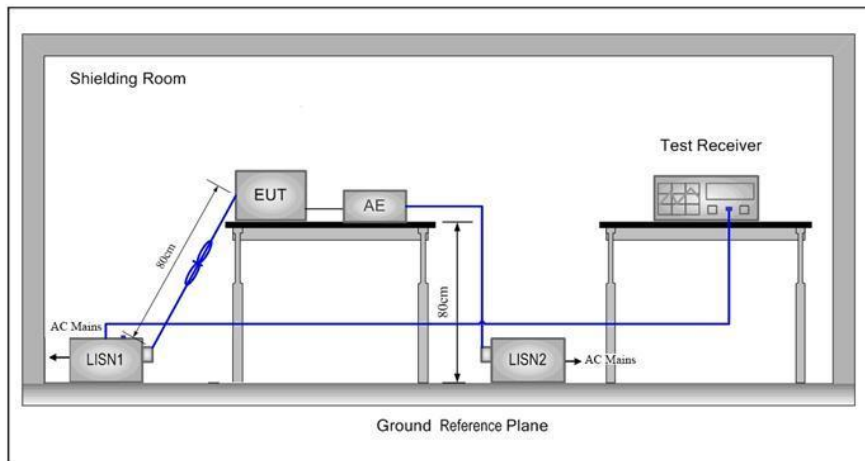 Shielding Room
Test Receiver
EUT
AE
80cm
80cm
AC Mains
LISN1
LISN2
AC Mains
Ground Reference Plane